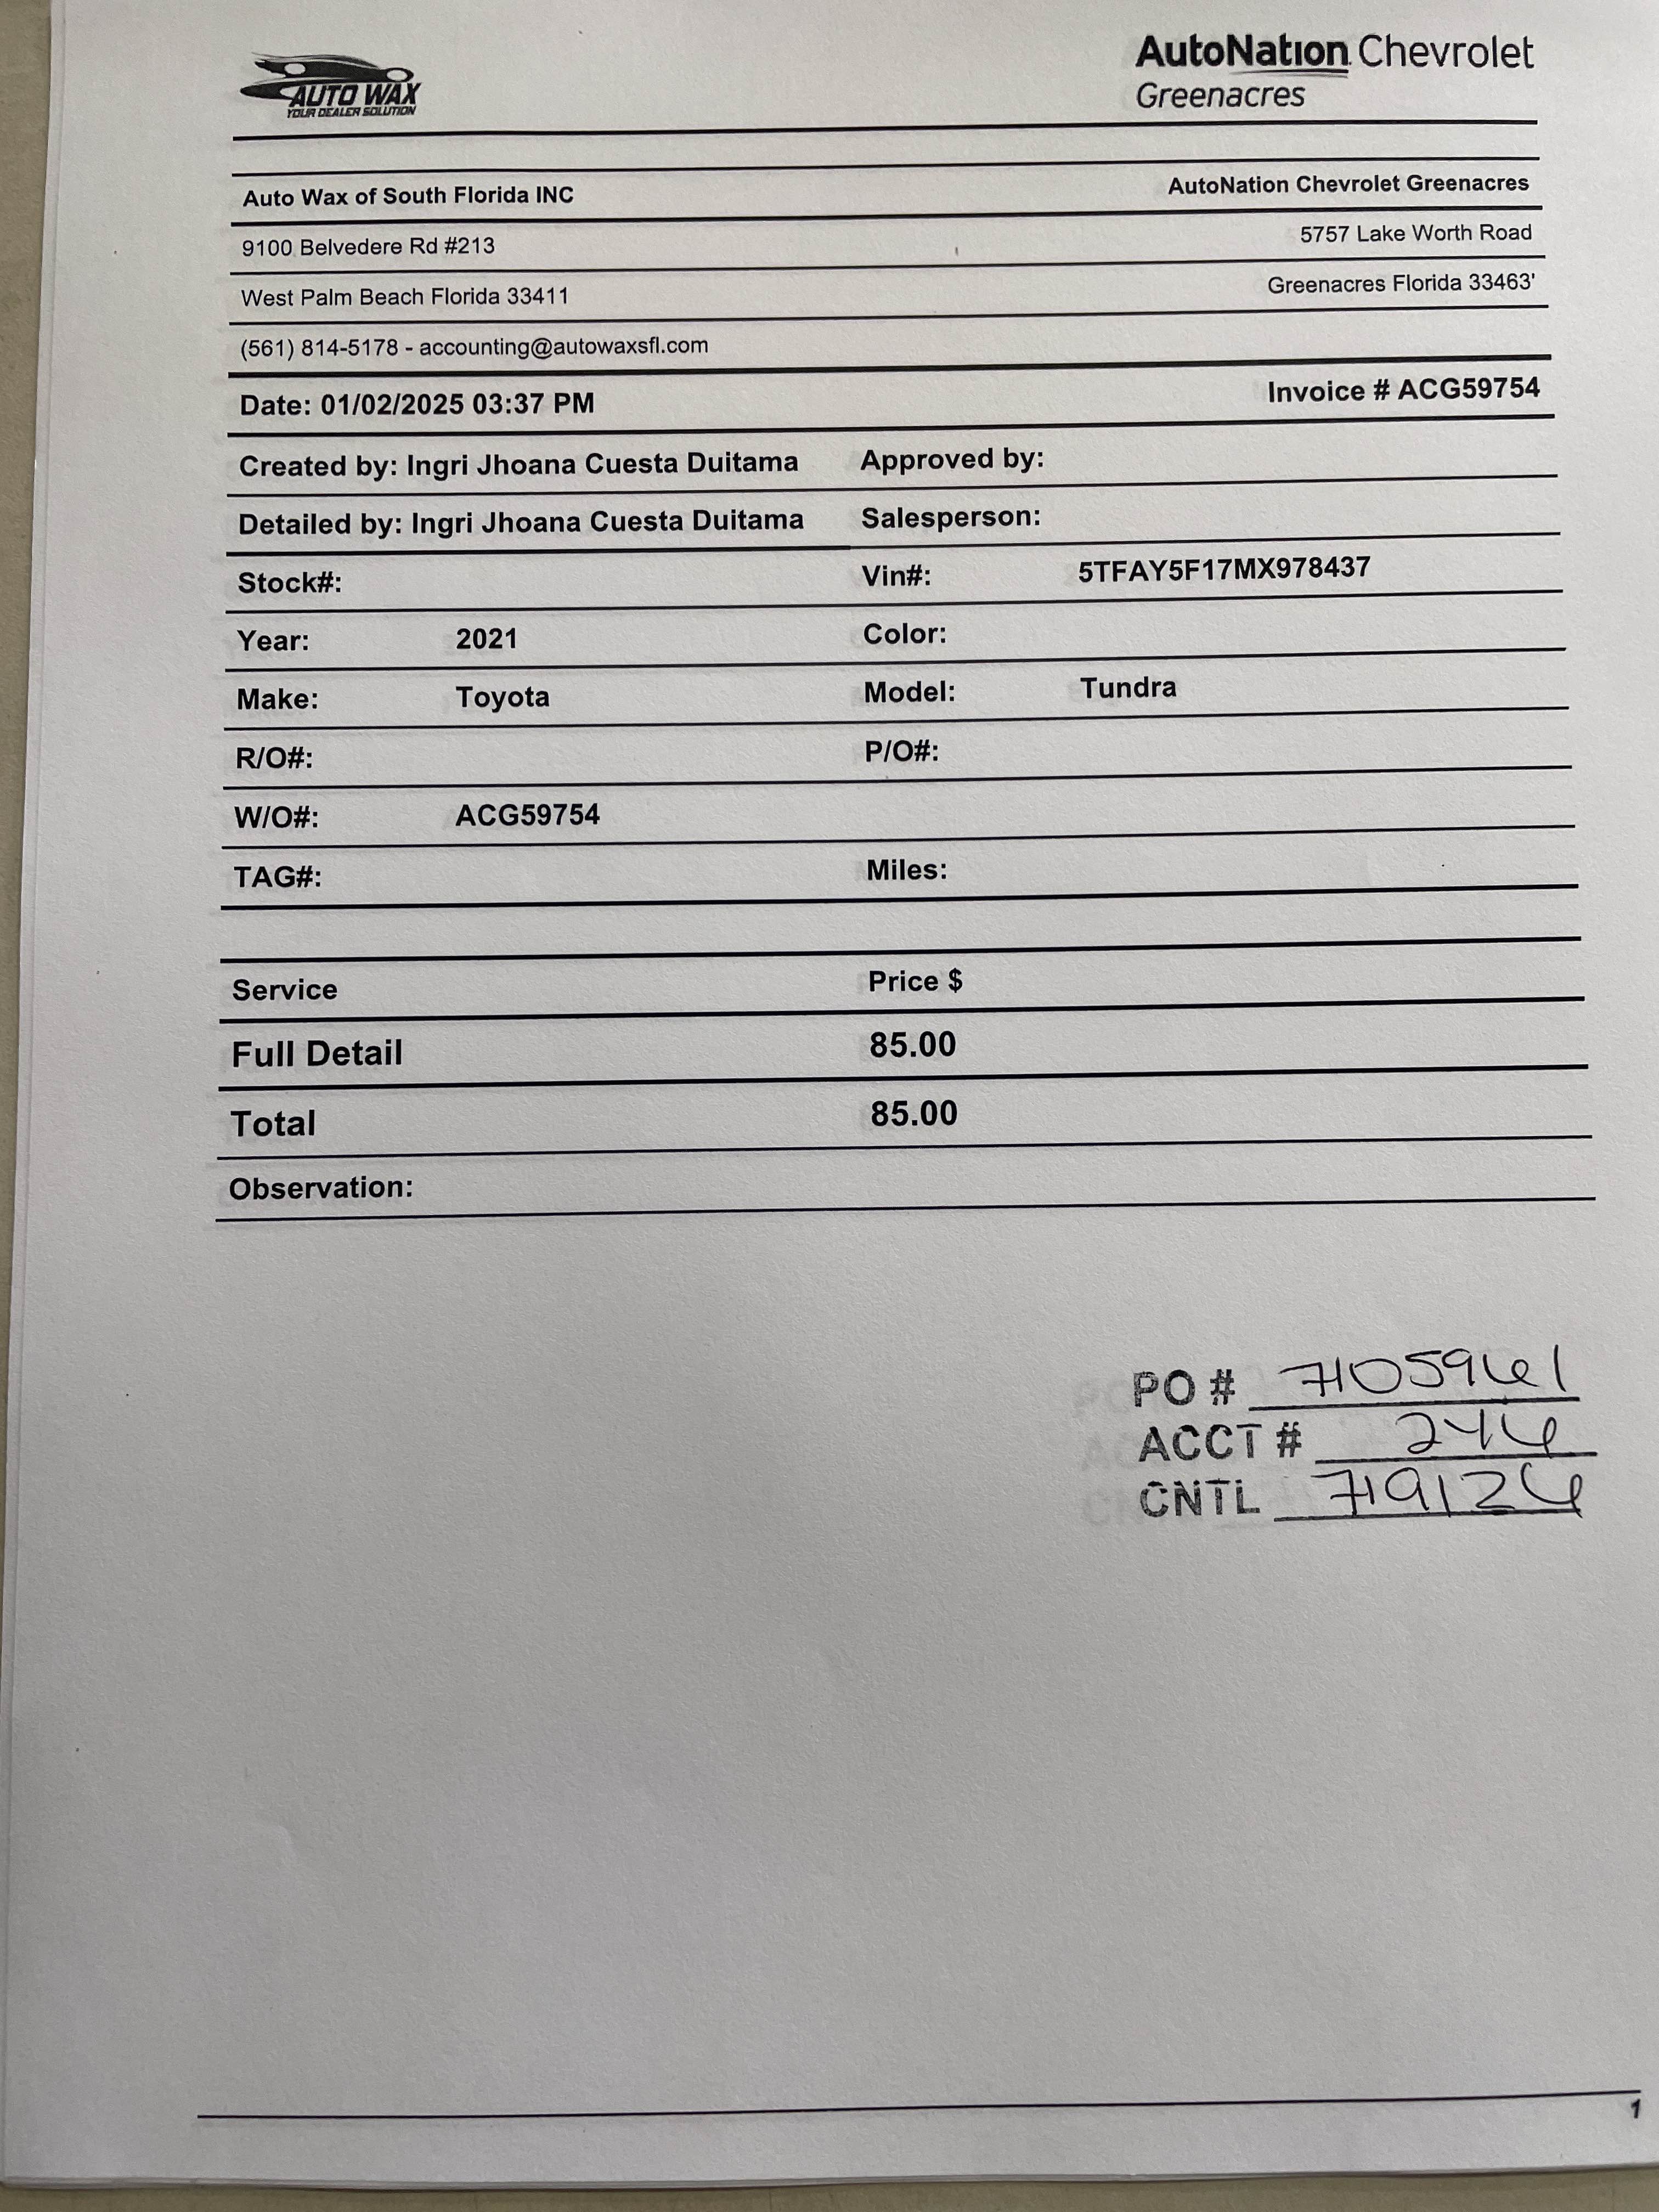 AUTO WAX
YOUR DEALER SOLUTION
AutoNation Chevrolet
Greenacres
Auto Wax of South Florida INC
AutoNation Chevrolet Greenacres
9100 Belvedere Rd #213
5757 Lake Worth Road
West Palm Beach Florida 33411
Greenacres Florida 33463'
(561) 814-5178 - accounting@autowaxsfl.com
Date: 01/02/2025 03:37 PM
Invoice # ACG59754
Created by: Ingri Jhoana Cuesta Duitama Approved by:
Detailed by: Ingri Jhoana Cuesta Duitama Salesperson:
Stock#: Vin#: 5TFAY5F17MX978437
Year: 2021 Color:
Make: Toyota Model: Tundra
R/O#: P/O#:
W/O#: ACG59754
TAG#: Miles:
Service Price $
Full Detail 85.00
Total 85.00
Observation:
PO # 7105961
ACCT # 246
CNTL 719126
1